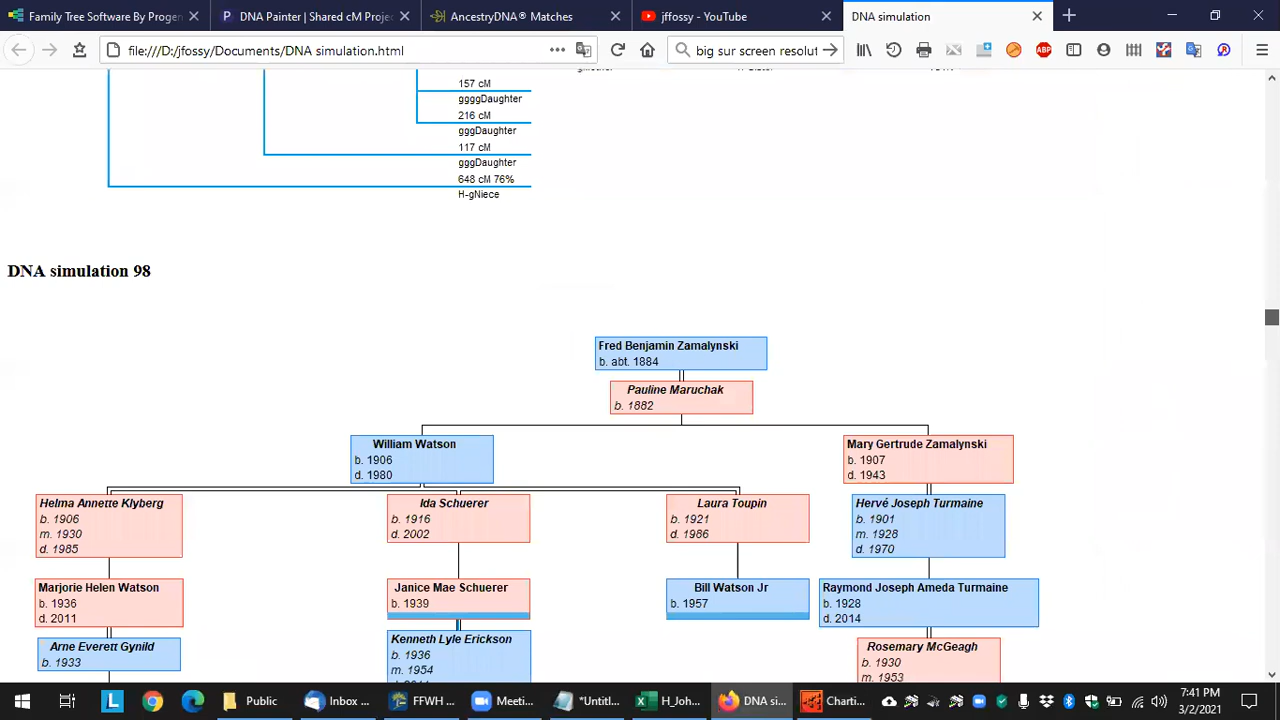 Family Tree Software By Progen
DNA Painter | Shared cM Projec
AncestryDNA® Matches
jffossy - YouTube
DNA simulation
file:///D:/jfossy/Documents/DNA simulation.html
big sur screen resolut
ABP
157 cM
ggggDaughter
216 cM
gggDaughter
117 cM
gggDaughter
648 cM 76%
H-gNiece
DNA simulation 98
Fred Benjamin Zamalynski
b. abt. 1884
Pauline Maruchak
b. 1882
William Watson
b. 1906
d. 1980
Mary Gertrude Zamalynski
b. 1907
d. 1943
Helma Annette Klyberg
b. 1906
m. 1930
d. 1985
Ida Schuerer
b. 1916
d. 2002
Laura Toupin
b. 1921
d. 1986
Hervé Joseph Turmaine
b. 1901
m. 1928
d. 1970
Marjorie Helen Watson
b. 1936
d. 2011
Janice Mae Schuerer
b. 1939
Bill Watson Jr
b. 1957
Raymond Joseph Ameda Turmaine
b. 1928
d. 2014
Arne Everett Gynild
b. 1933
Kenneth Lyle Erickson
b. 1936
m. 1954
Rosemary McGeagh
b. 1930
m. 1953
Public
Inbox ...
FFWH ...
Meeti...
*Untitl...
H_Joh...
DNA si...
Charti...
7:41 PM
3/2/2021